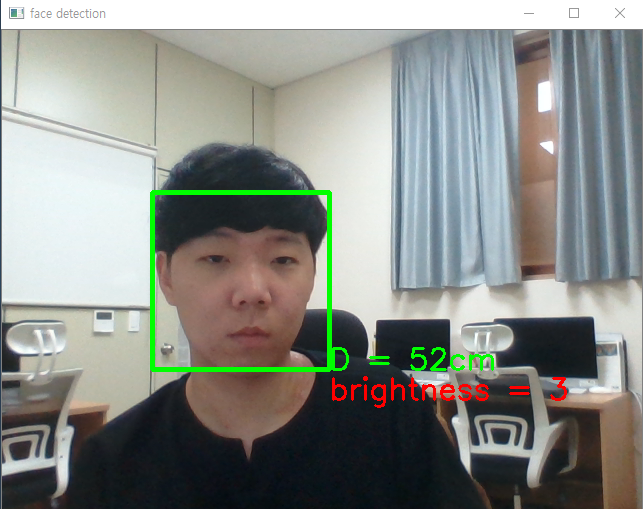 face detection
D = 52cm
brightness = 3